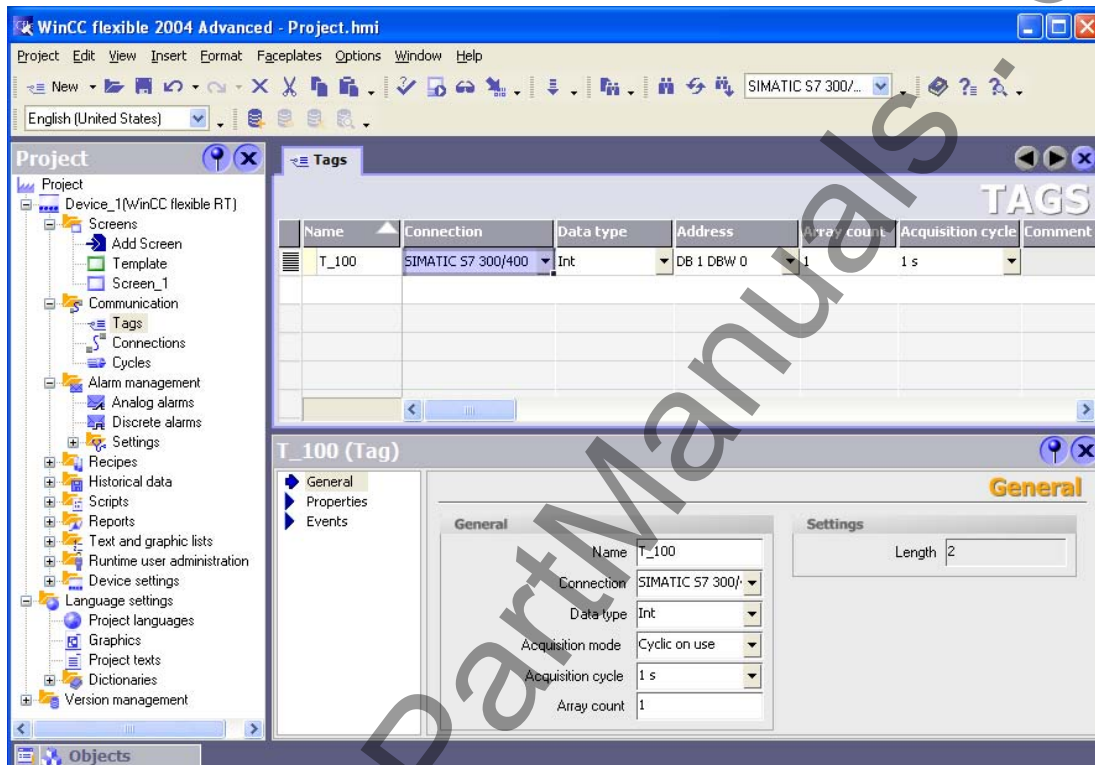 WinCC flexible 2004 Advanced - Project.hmi
Project Edit View Insert Format Faceplates Options Window Help
New SIMATIC S7 300/...
English (United States)
Project
Project
Device_1(WinCC flexible RT)
Screens
Add Screen
Template
Screen_1
Communication
Tags
Connections
Cycles
Alarm management
Analog alarms
Discrete alarms
Settings
Recipes
Historical data
Scripts
Reports
Text and graphic lists
Runtime user administration
Device settings
Language settings
Project languages
Graphics
Project texts
Dictionaries
Version management
Objects
Tags
TAGS
Name Connection Data type Address Array count Acquisition cycle Comment
T_100 SIMATIC S7 300/400 Int DB 1 DBW 0 1 1 s
T_100 (Tag)
General
Properties
Events
General
General
Name T_100
Connection SIMATIC S7 300/
Data type Int
Acquisition mode Cyclic on use
Acquisition cycle 1 s
Array count 1
Settings
Length 2
PartManuals.